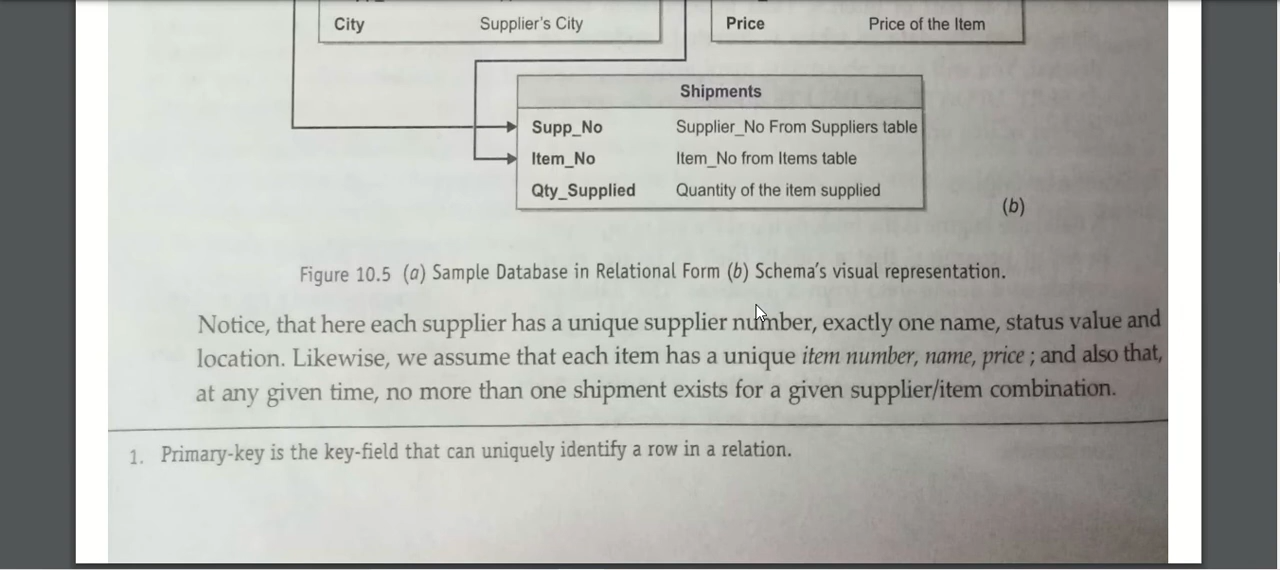 City Supplier's City
Price Price of the Item
Shipments
Supp_No Supplier_No From Suppliers table
Item_No Item_No from Items table
Qty_Supplied Quantity of the item supplied
(b)
Figure 10.5 (a) Sample Database in Relational Form (b) Schema's visual representation.
Notice, that here each supplier has a unique supplier number, exactly one name, status value and
location. Likewise, we assume that each item has a unique item number, name, price ; and also that,
at any given time, no more than one shipment exists for a given supplier/item combination.
1. Primary-key is the key-field that can uniquely identify a row in a relation.